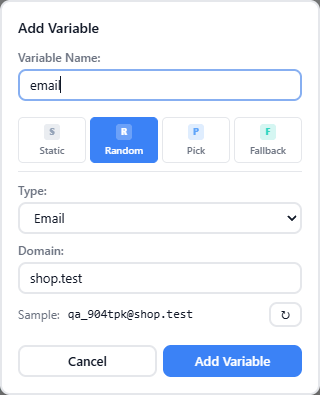 Add Variable
Variable Name:
email
S
Static
R
Random
P
Pick
F
Fallback
Type:
Email
Domain:
shop.test
Sample: qa_904tpk@shop.test ↻
Cancel
Add Variable